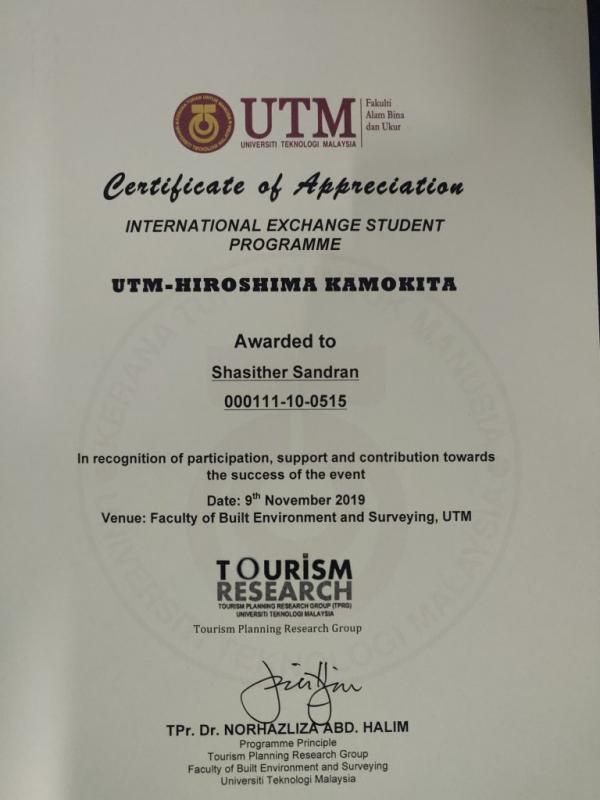 UTM
UNIVERSITI TEKNOLOGI MALAYSIA
Fakulti
Alam Bina
dan Ukur
Certificate of Appreciation
INTERNATIONAL EXCHANGE STUDENT
PROGRAMME
UTM-HIROSHIMA KAMOKITA
Awarded to
Shasither Sandran
000111-10-0515
In recognition of participation, support and contribution towards
the success of the event
Date: 9th November 2019
Venue: Faculty of Built Environment and Surveying, UTM
TOURISM
RESEARCH
TOURISM PLANNING RESEARCH GROUP (TPRG)
UNIVERSITI TEKNOLOGI MALAYSIA
Tourism Planning Research Group
TPr. Dr. NORHAZLIZA ABD. HALIM
Programme Principle
Tourism Planning Research Group
Faculty of Built Environment and Surveying
Universiti Teknologi Malaysia